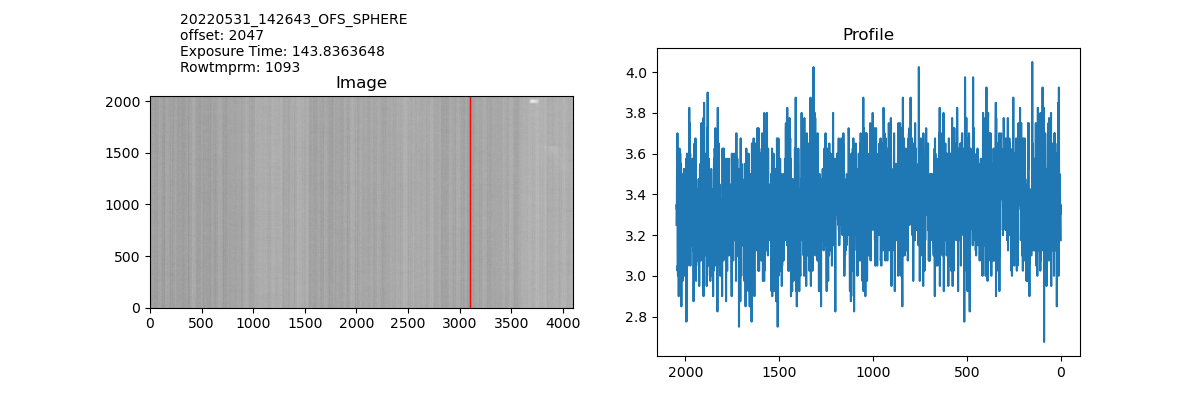 20220531_142643_OFS_SPHERE
offset: 2047
Exposure Time: 143.8363648
Rowtmprm: 1093
Image
2000
1500
1000
500
0
0 500 1000 1500 2000 2500 3000 3500 4000
Profile
4.0
3.8
3.6
3.4
3.2
3.0
2.8
2000 1500 1000 500 0